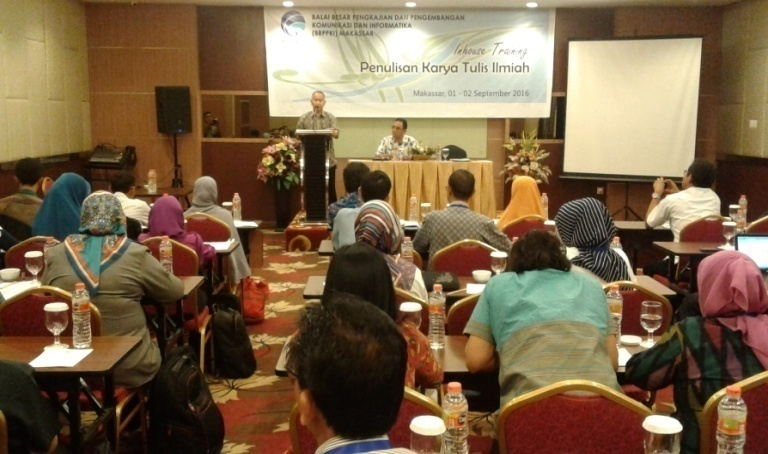 BALAI BESAR PENGKAJIAN DAN PENGEMBANGAN
KOMUNIKASI DAN INFORMATIKA
(BBPPKI) MAKASSAR
Inhouse Training
Penulisan Karya Tulis Ilmiah
Makassar, 01 - 02 September 2016